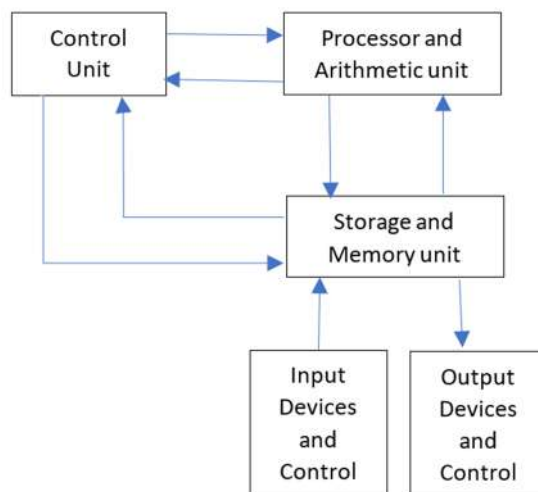 Control
Unit
Processor and
Arithmetic unit
Storage and
Memory unit
Input
Devices
and
Control
Output
Devices
and
Control